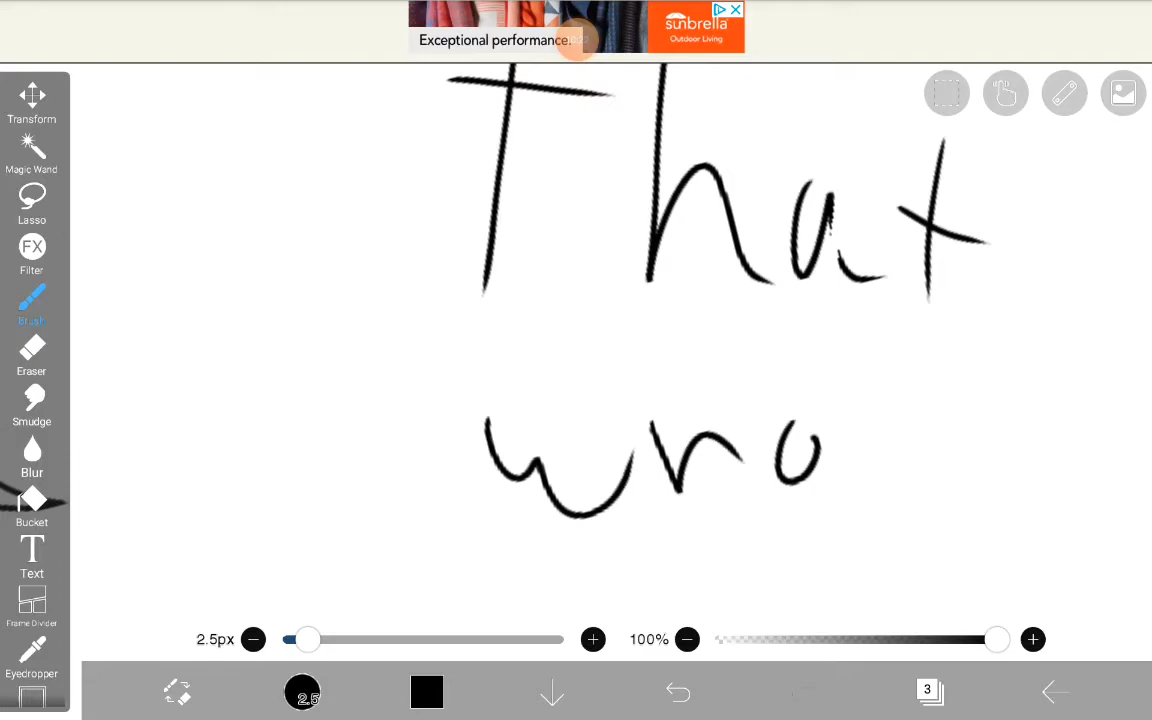 Exceptional performance.
sunbrella
Outdoor Living
Transform
Magic Wand
Lasso
FX
Filter
Brush
Eraser
Smudge
Blur
Bucket
T
Text
Frame Divider
Eyedropper
That
wro
2.5px
100%
2.5
3